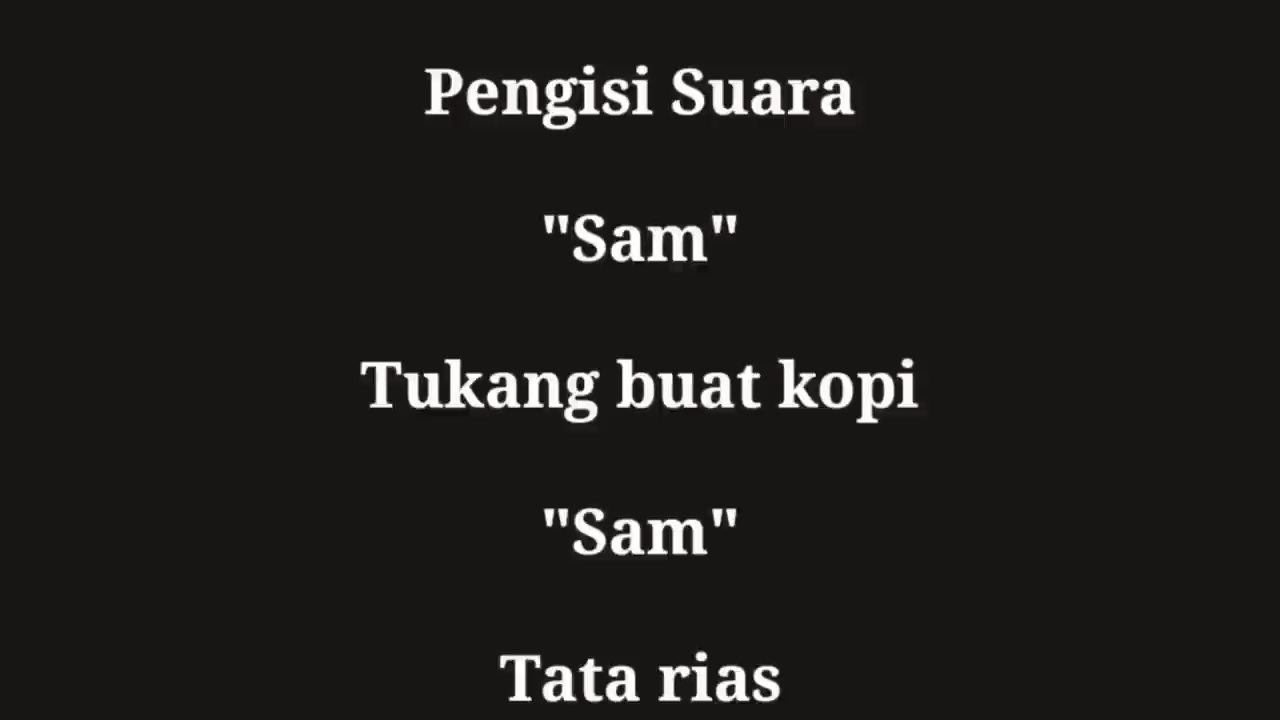 Pengisi Suara
"Sam"
Tukang buat kopi
"Sam"
Tata rias